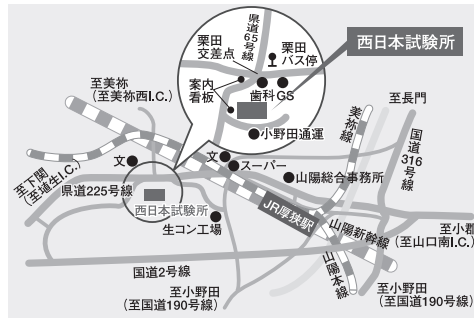 県道65号線
栗田
交差点
栗田
バス停
西日本試験所
案内
看板
歯科
GS
小野田通運
至美祢
(至美祢西I.C.)
至長門
美祢線
国道316号線
至下関
(至埴生I.C.)
文
文
スーパー
山陽総合事務所
県道225号線
西日本試験所
JR厚狭駅
生コン工場
山陽新幹線
至小郡
(至山口南I.C.)
国道2号線
山陽本線
至小野田
(至国道190号線)
至小野田
(至国道190号線)